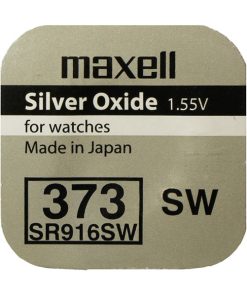 maxell
Silver Oxide 1.55V
for watches
Made in Japan
373 SW
SR916SW